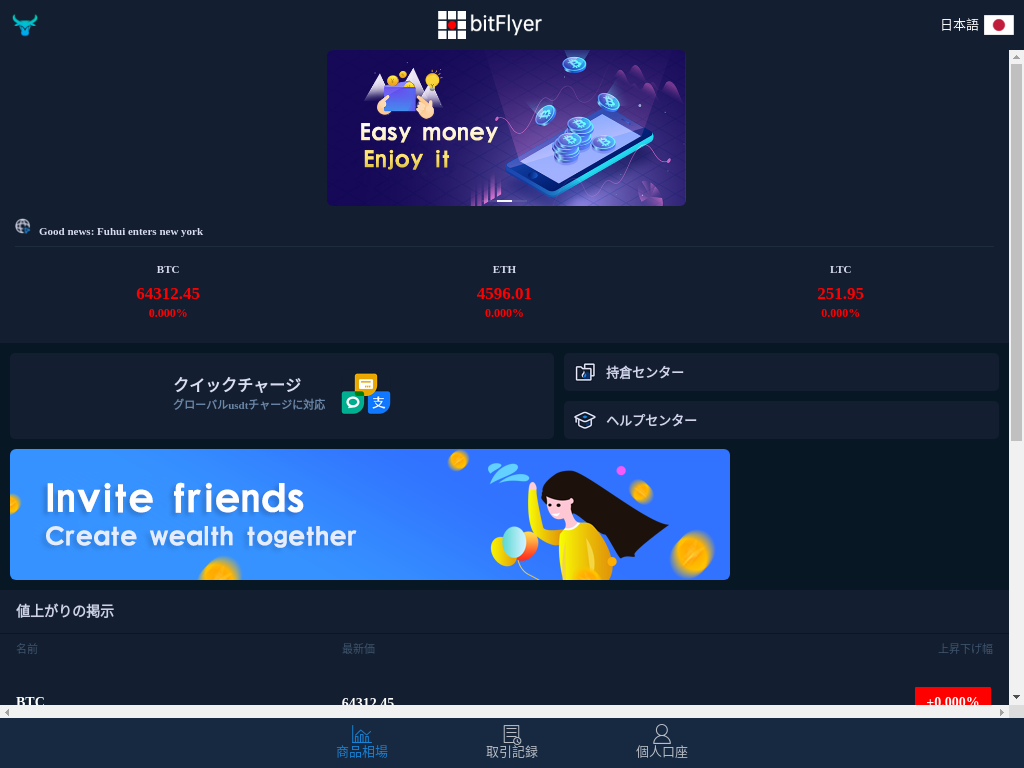 bitFlyer
日本語
Easy money
Enjoy it
Good news: Fuhui enters new york
BTC
ETH
LTC
64312.45
4596.01
251.95
0.000%
0.000%
0.000%
クイックチャージ
グローバルusdtチャージに対応
支
持倉センター
ヘルプセンター
Invite friends
Create wealth together
値上がりの掲示
名前
最新価
上昇下げ幅
BTC
64312.45
+0.000%
商品相場
取引記録
個人口座